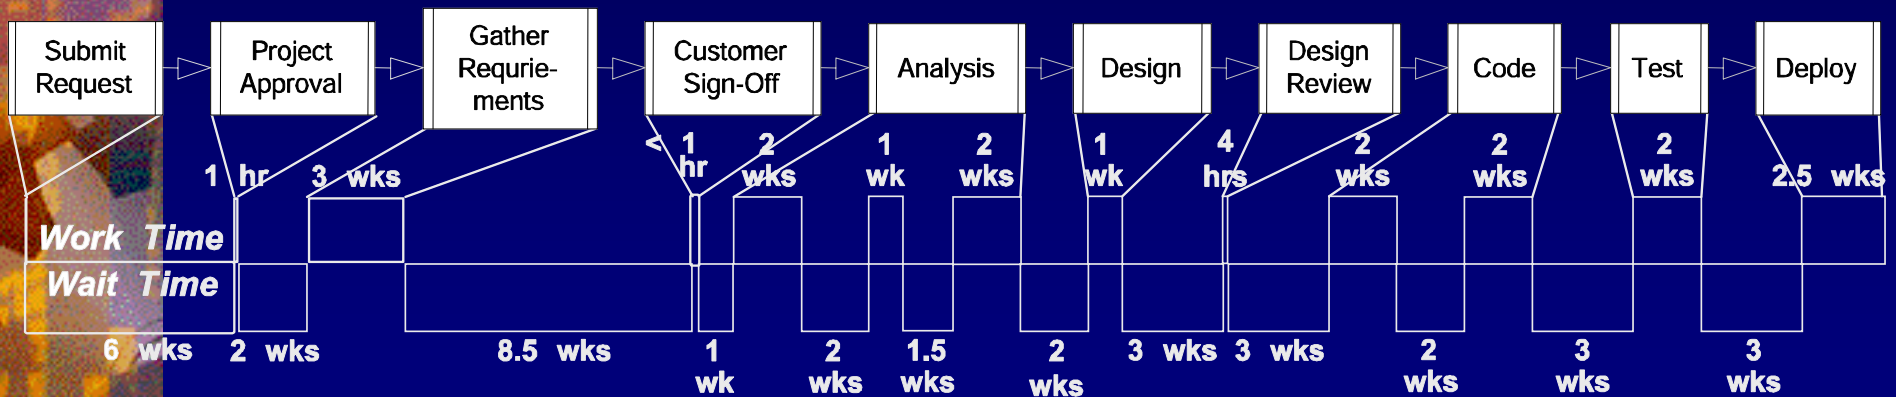 Submit
Request
Project
Approval
Gather
Requrie-
ments
Customer
Sign-Off
Analysis
Design
Design
Review
Code
Test
Deploy
1 hr
3 wks
< 1
hr
2
wks
1
wk
2
wks
1
wk
4
hrs
2
wks
2
wks
2
wks
2.5 wks
Work Time
Wait Time
6 wks
2 wks
8.5 wks
1
wk
2
wks
1.5
wks
2
wks
3 wks
3 wks
2
wks
3
wks
3
wks